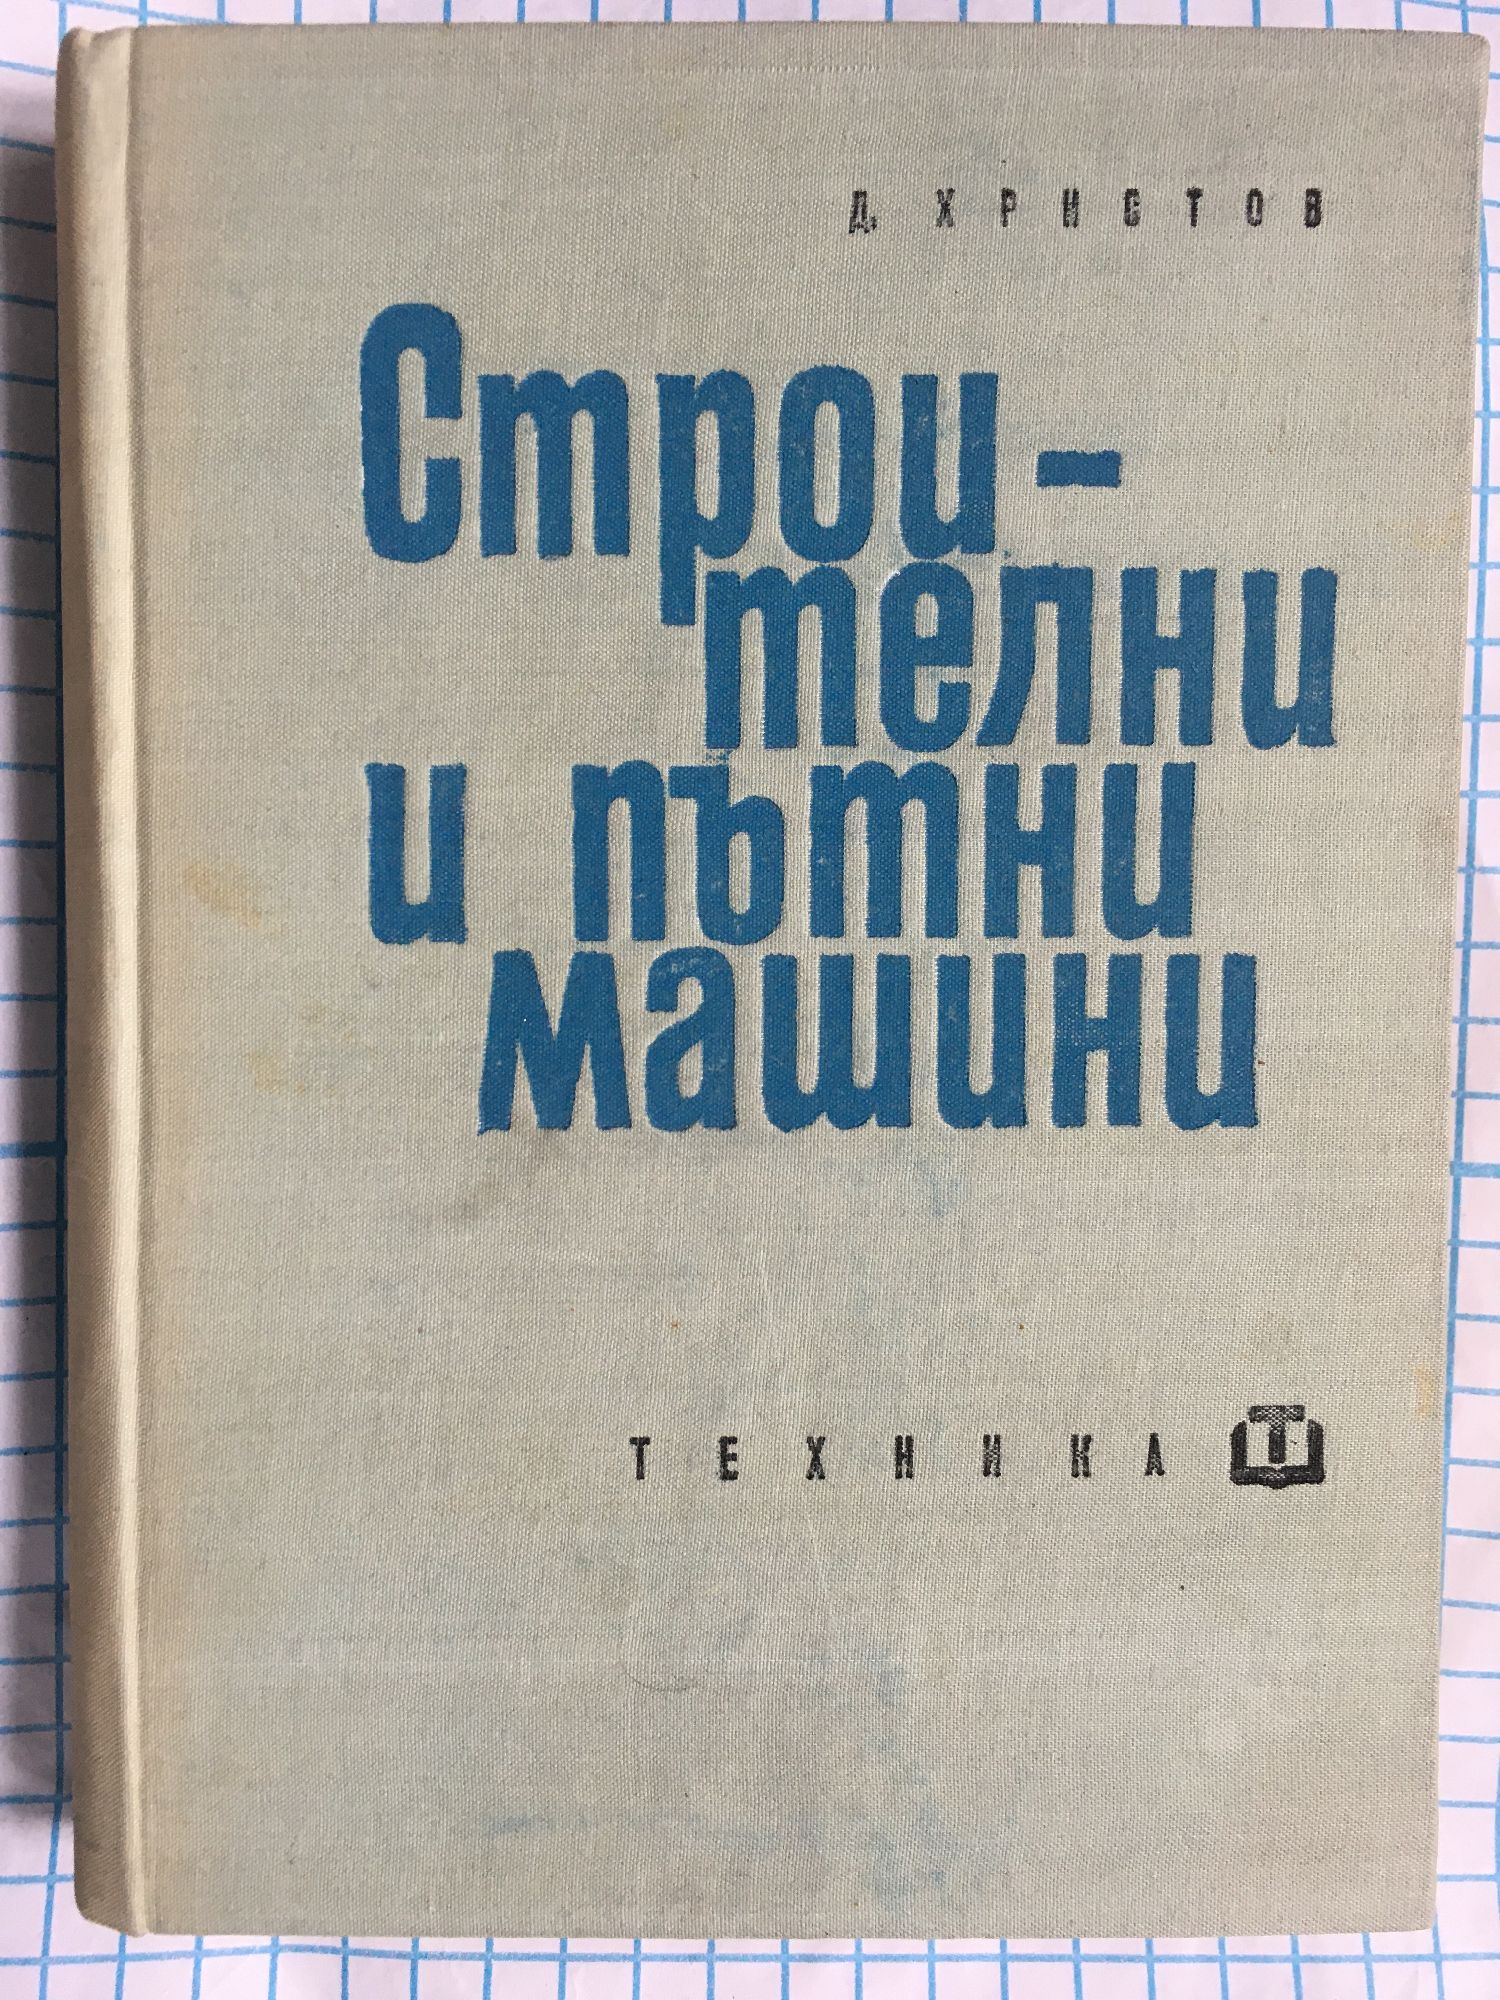 Д. ХРИСТОВ
Строи-
телни
и пътни
машини
ТЕХНИКА Т